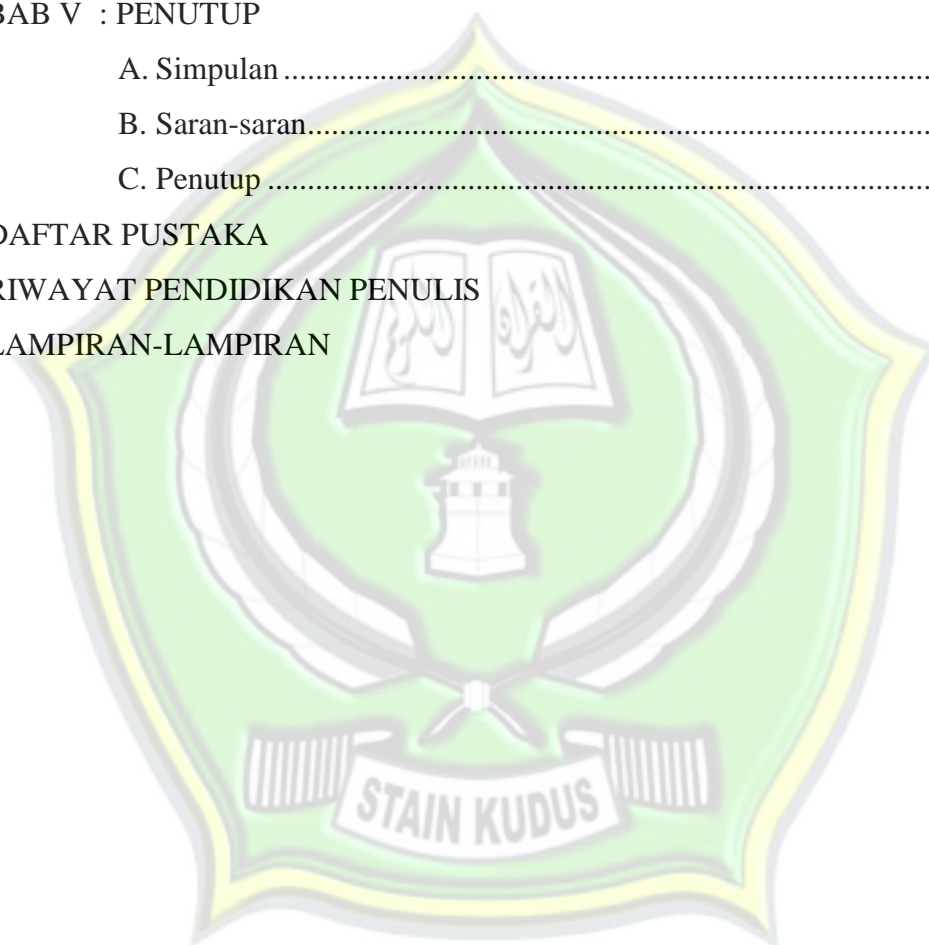 BAB V : PENUTUP
A. Simpulan ................................................................................
B. Saran-saran.............................................................................
C. Penutup ..................................................................................
DAFTAR PUSTAKA
RIWAYAT PENDIDIKAN PENULIS
LAMPIRAN-LAMPIRAN
STAIN KUDUS